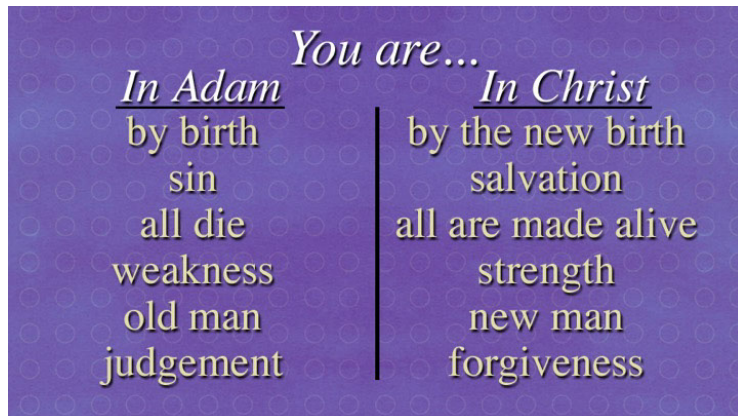 You are...
In Adam
by birth
sin
all die
weakness
old man
judgement
In Christ
by the new birth
salvation
all are made alive
strength
new man
forgiveness